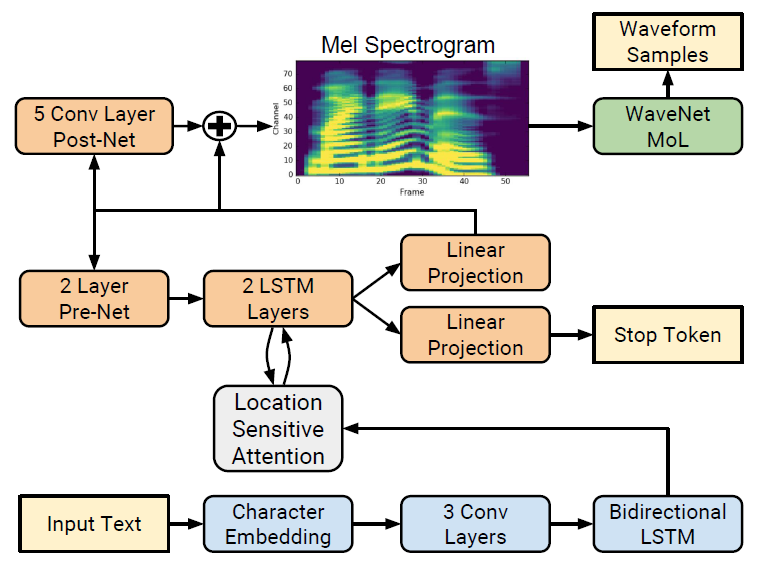 Mel Spectrogram
Waveform
Samples
5 Conv Layer
Post-Net
Channel
70
60
50
40
30
20
10
0
0
10
20
30
40
50
Frame
WaveNet
MoL
2 Layer
Pre-Net
2 LSTM
Layers
Linear
Projection
Linear
Projection
Stop Token
Location
Sensitive
Attention
Input Text
Character
Embedding
3 Conv
Layers
Bidirectional
LSTM